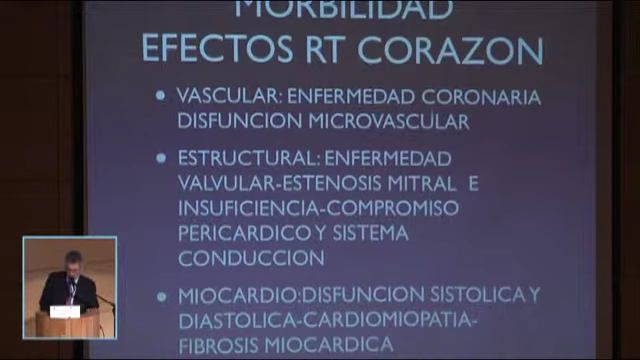 MORBILIDAD
EFECTOS RT CORAZON
• VASCULAR: ENFERMEDAD CORONARIA
DISFUNCION MICROVASCULAR
• ESTRUCTURAL: ENFERMEDAD
VALVULAR-ESTENOSIS MITRAL E
INSUFICIENCIA-COMPROMISO
PERICARDICO Y SISTEMA
CONDUCCION
• MIOCARDIO:DISFUNCION SISTOLICA Y
DIASTOLICA-CARDIOMIOPATIA-
FIBROSIS MIOCARDICA